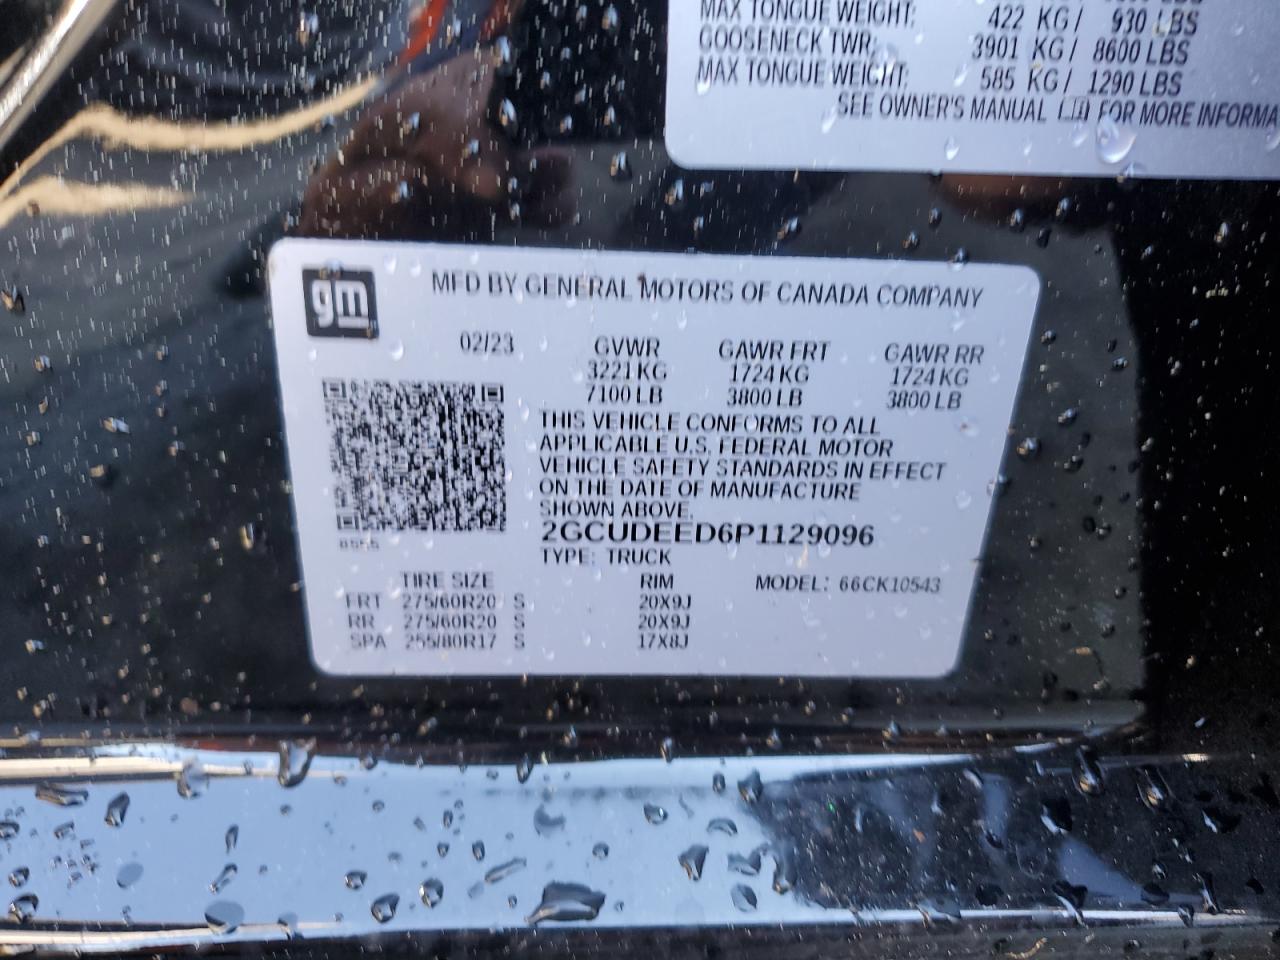 MAX TONGUE WEIGHT: 422 KG/ 930 LBS
GOOSENECK TWR: 3901 KG/ 8600 LBS
MAX TONGUE WEIGHT: 585 KG/ 1290 LBS
SEE OWNER'S MANUAL FOR MORE INFORMA
gm
MFD BY GENERAL MOTORS OF CANADA COMPANY
02/23 GVWR GAWR FRT GAWR RR
3221 KG 1724 KG 1724 KG
7100 LB 3800 LB 3800 LB
THIS VEHICLE CONFORMS TO ALL
APPLICABLE U.S. FEDERAL MOTOR
VEHICLE SAFETY STANDARDS IN EFFECT
ON THE DATE OF MANUFACTURE
SHOWN ABOVE.
2GCUDEED6P1129096
TYPE: TRUCK
TIRE SIZE RIM MODEL: 66CK10543
FRT 275/60R20 S 20X9J
RR 275/60R20 S 20X9J
SPA 255/80R17 S 17X8J